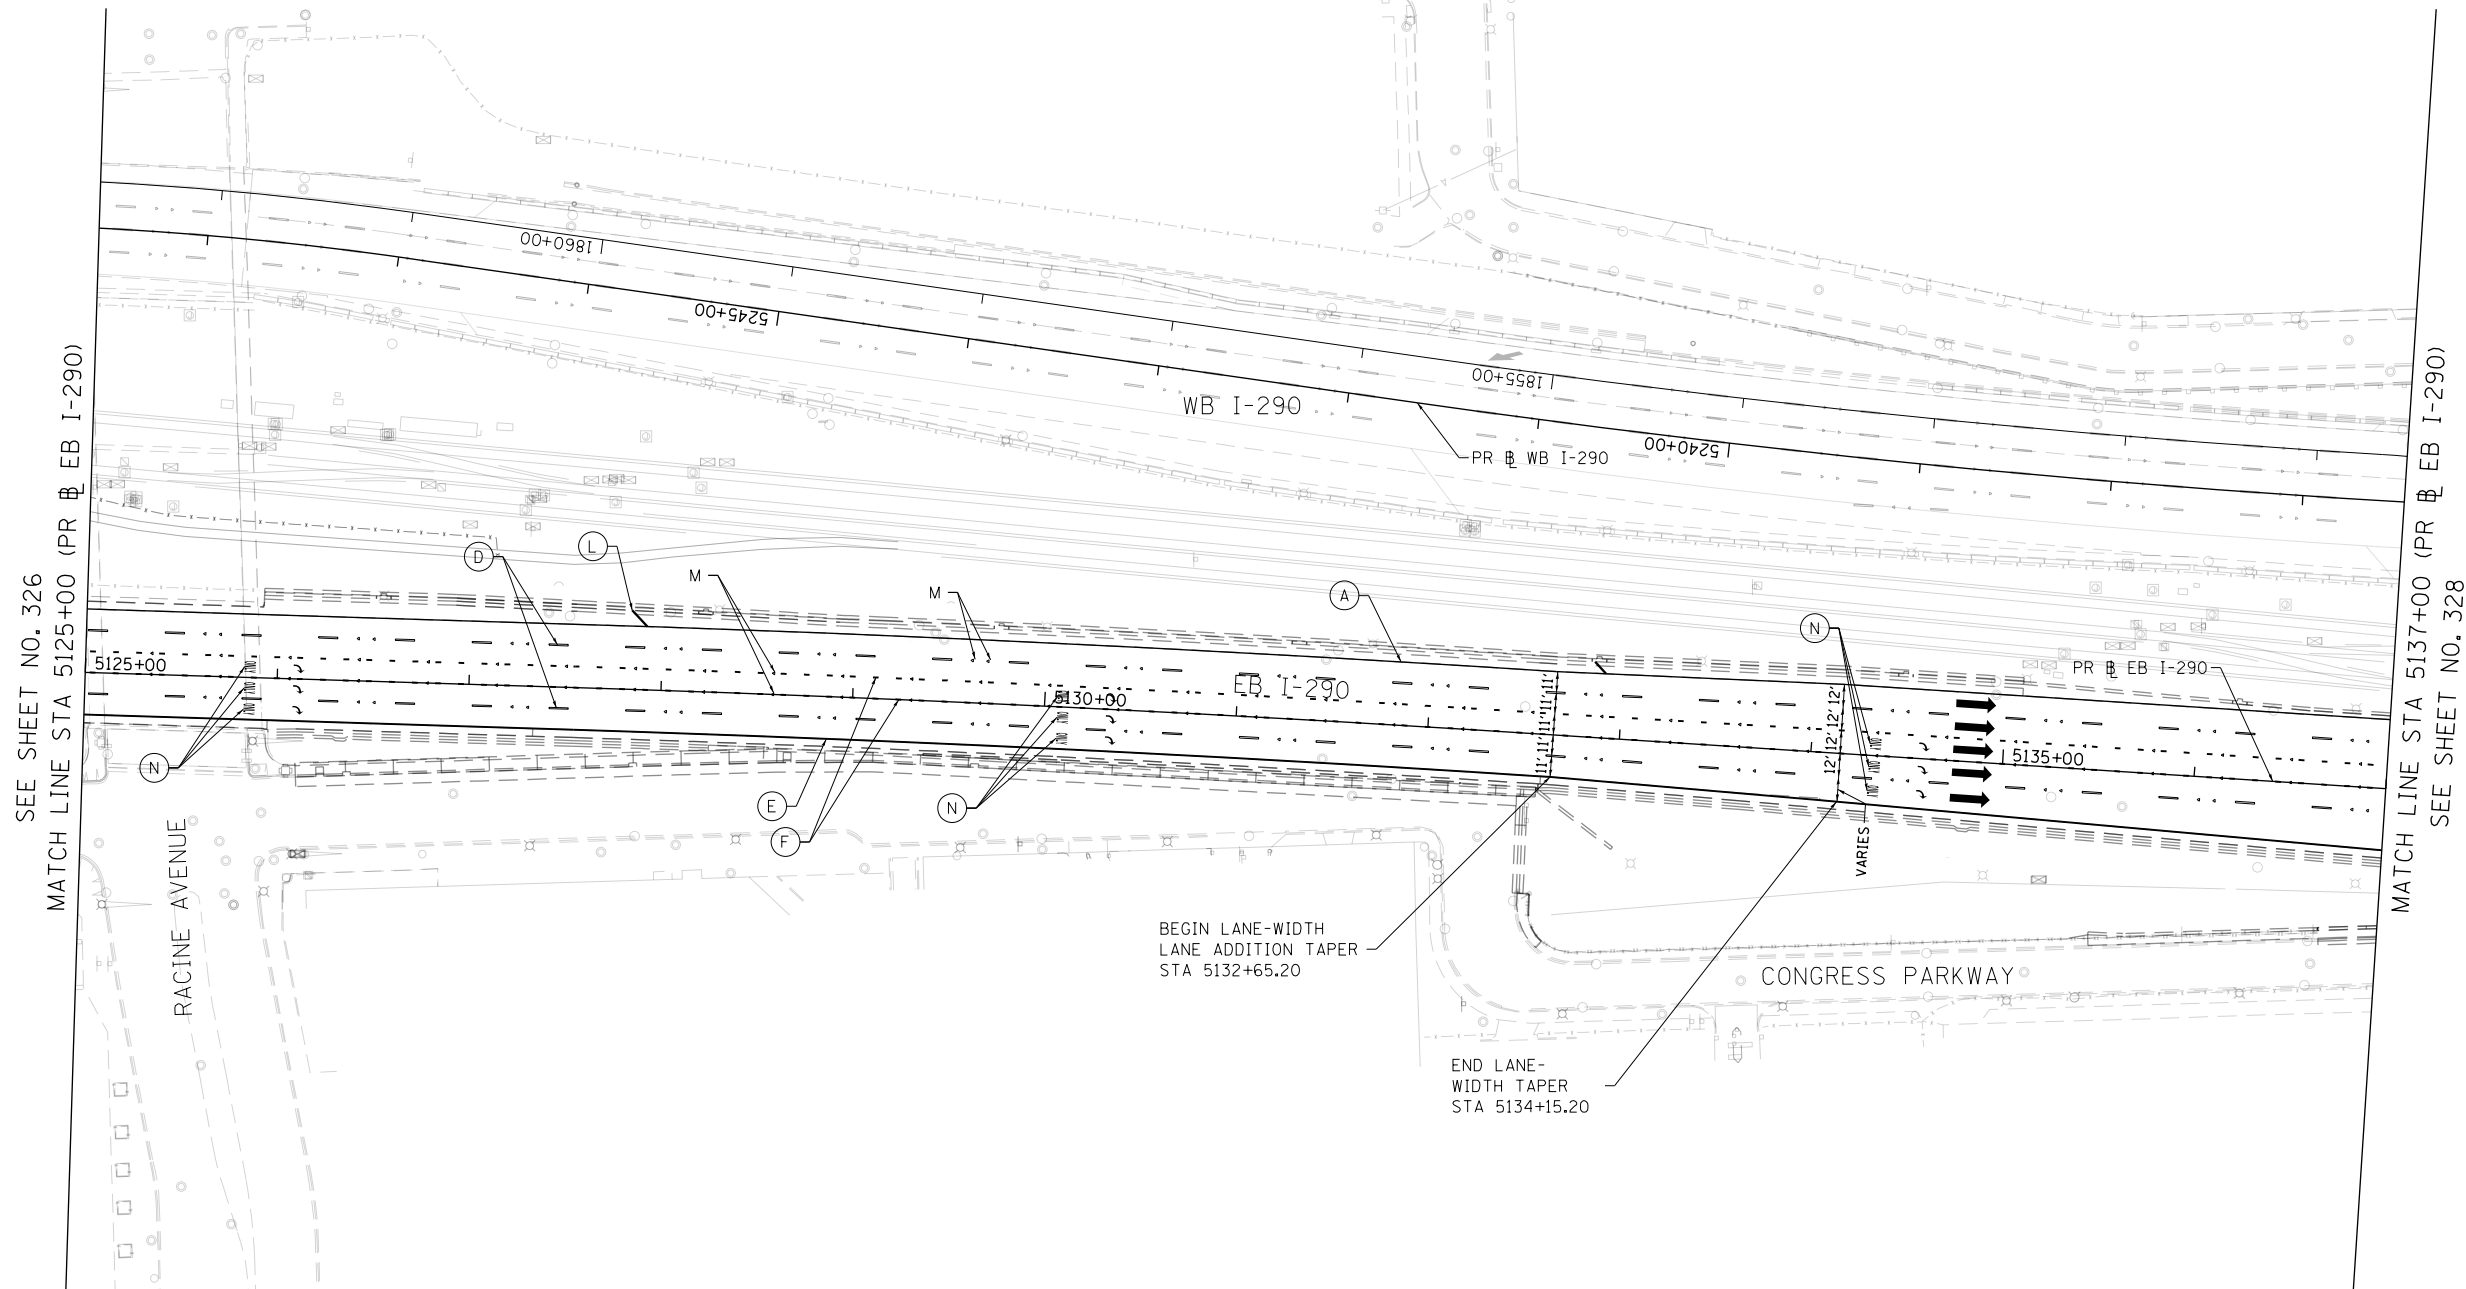 SEE SHEET NO. 326
MATCH LINE STA 5125+00 (PR BL EB I-290)
1860+00
5245+00
1855+00
WB I-290
5240+00
PR BL WB I-290
D
L
M
M
A
N
5125+00
EB I-290
5130+00
11' 11' 11' 11'
12' 12' 12' 12'
PR BL EB I-290
5135+00
N
E
N
F
VARIES
RACINE AVENUE
BEGIN LANE-WIDTH
LANE ADDITION TAPER
STA 5132+65.20
CONGRESS PARKWAY
END LANE-
WIDTH TAPER
STA 5134+15.20
MATCH LINE STA 5137+00 (PR BL EB I-290)
SEE SHEET NO. 328